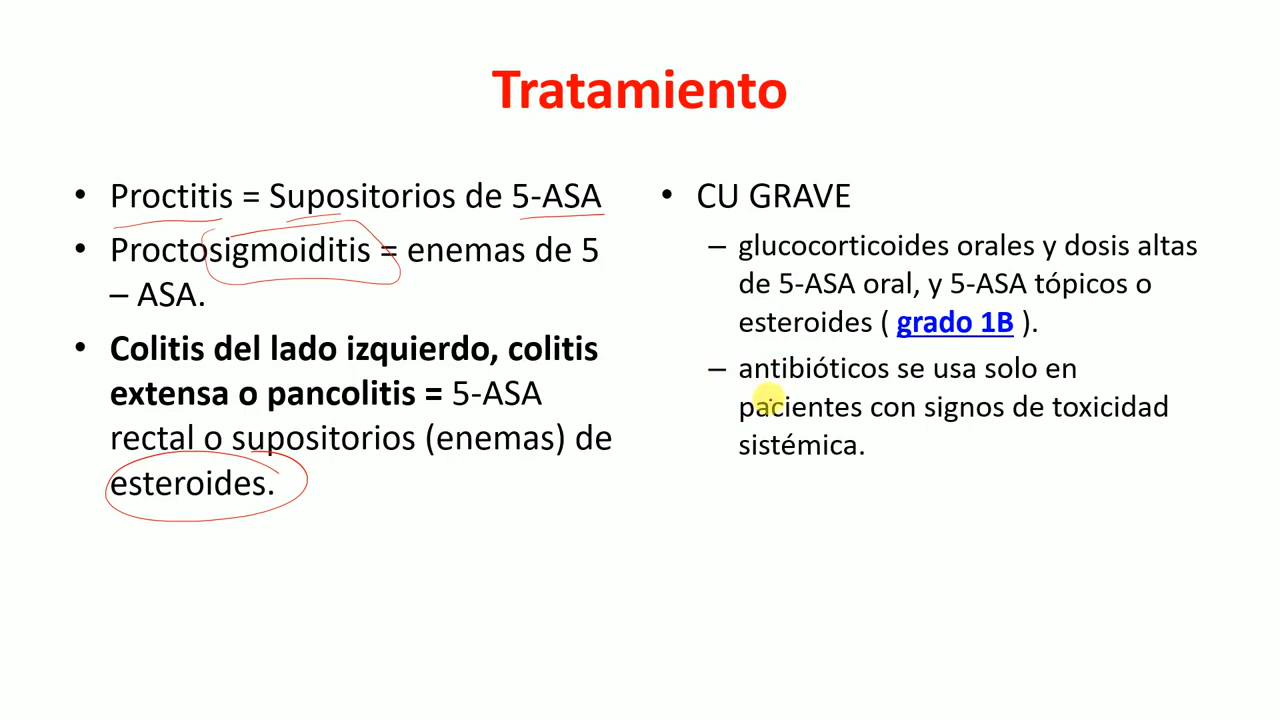 Tratamiento
• Proctitis = Supositorios de 5-ASA
• Proctosigmoiditis = enemas de 5
– ASA.
• Colitis del lado izquierdo, colitis
extensa o pancolitis = 5-ASA
rectal o supositorios (enemas) de
esteroides.
• CU GRAVE
– glucocorticoides orales y dosis altas
de 5-ASA oral, y 5-ASA tópicos o
esteroides ( grado 1B ).
– antibióticos se usa solo en
pacientes con signos de toxicidad
sistémica.